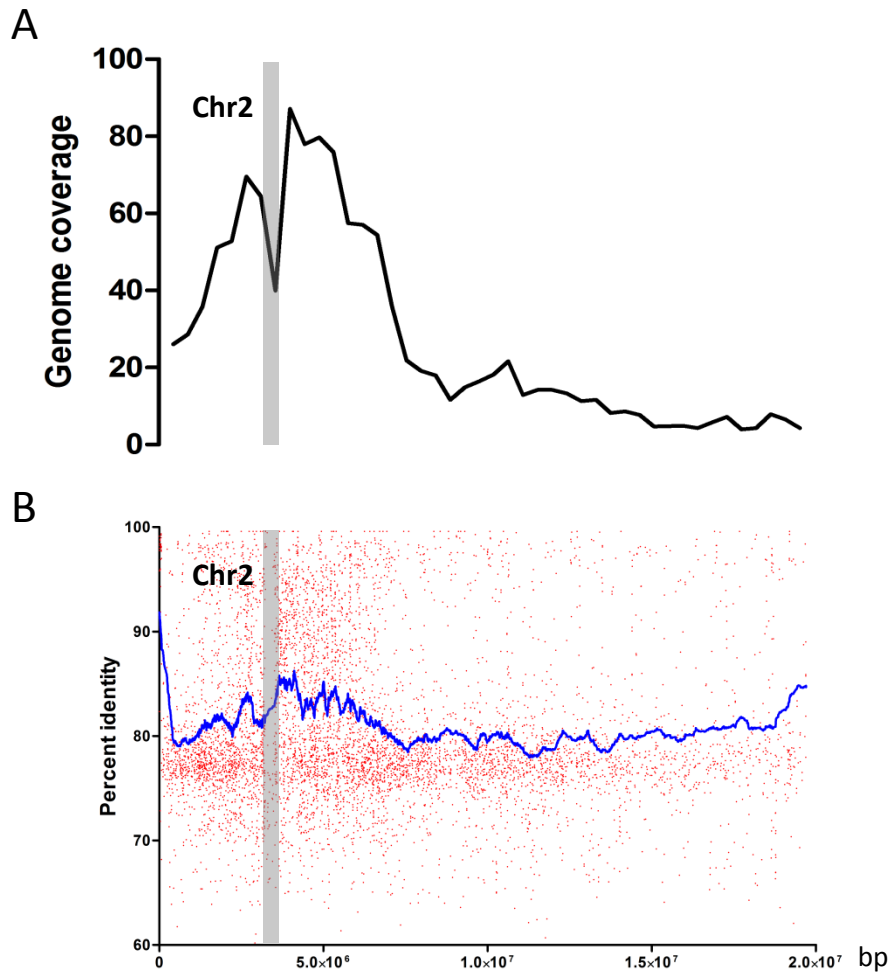 A
Genome coverage
100
80
60
40
20
0
Chr2
B
Percent identity
100
90
80
70
60
Chr2
0
5.0×10⁶
1.0×10⁷
1.5×10⁷
2.0×10⁷
bp